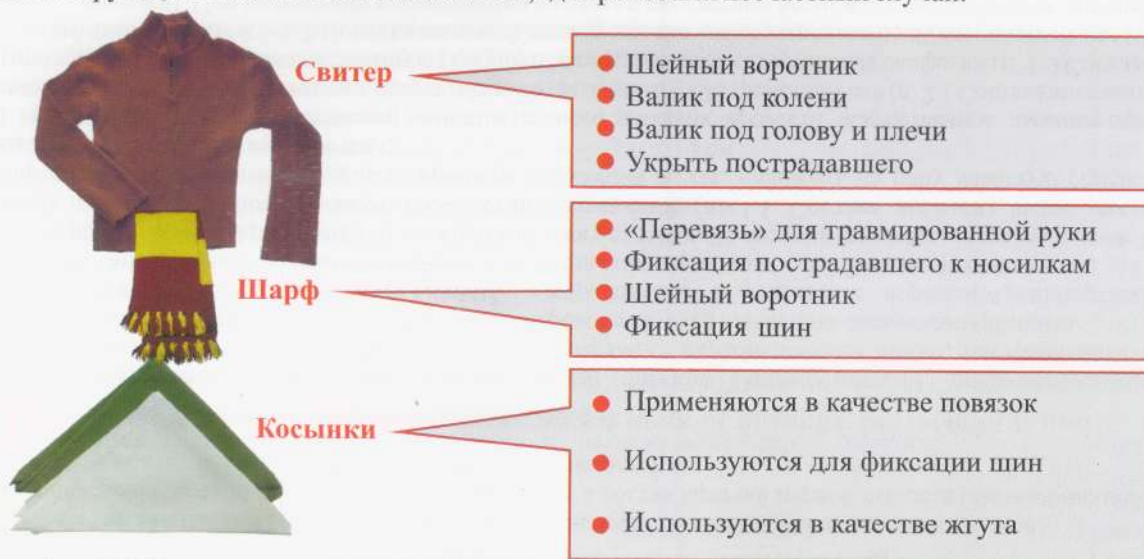 случай.
Свитер
Шейный воротник
Валик под колени
Валик под голову и плечи
Укрыть пострадавшего
Шарф
«Перевязь» для травмированной руки
Фиксация пострадавшего к носилкам
Шейный воротник
Фиксация шин
Косынки
Применяются в качестве повязок
Используются для фиксации шин
Используются в качестве жгута